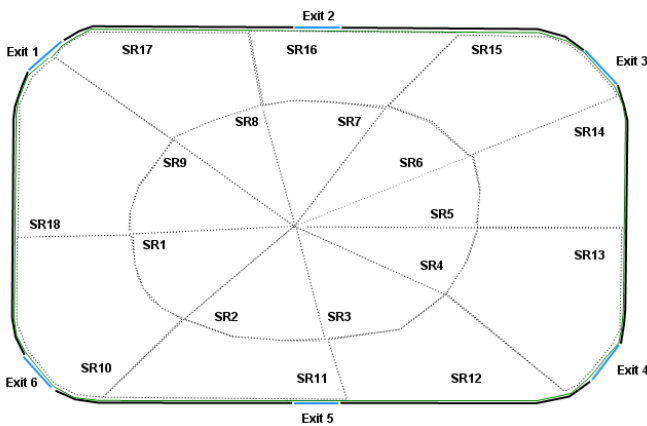 Exit 2
Exit 1
SR17
SR16
SR15
Exit 3
SR8
SR7
SR14
SR9
SR6
SR18
SR5
SR1
SR13
SR4
SR2
SR3
SR10
SR11
SR12
Exit 4
Exit 6
Exit 5